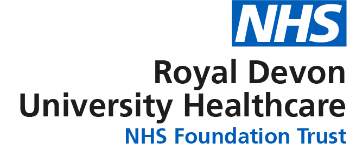 NHS
Royal Devon
University Healthcare
NHS Foundation Trust